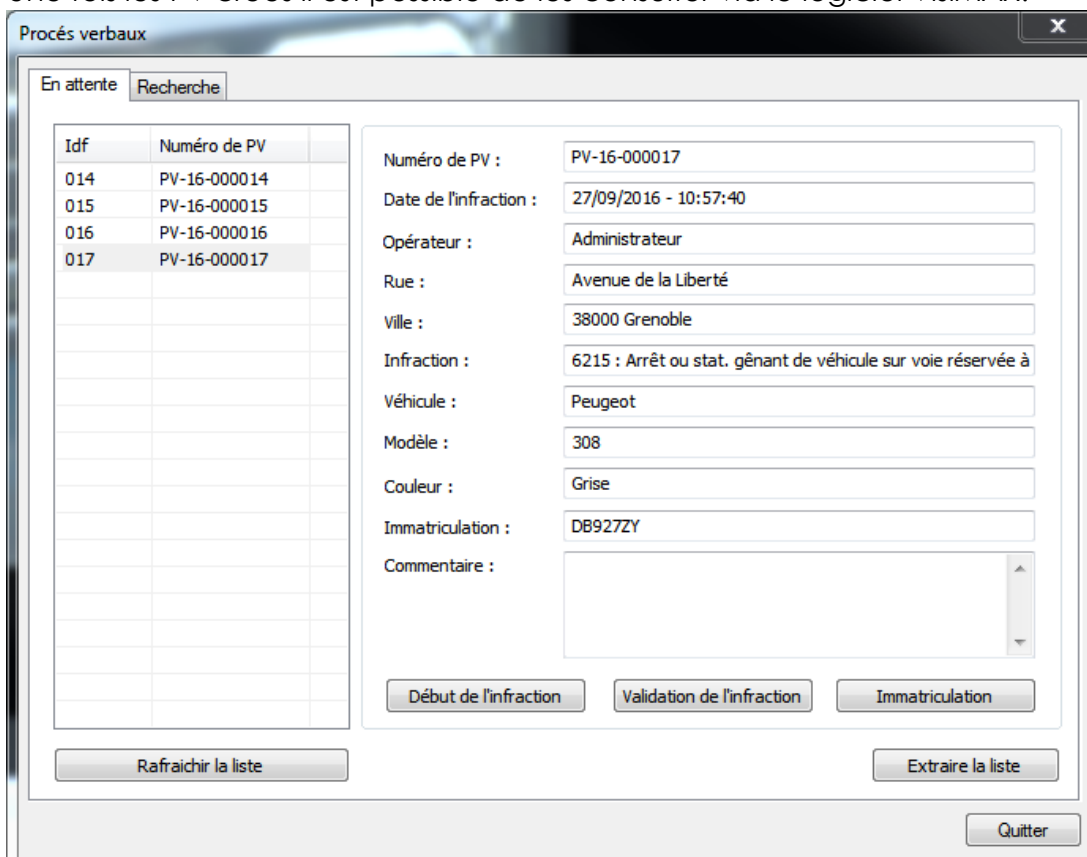 Procés verbaux
x
En attente Recherche
Idf Numéro de PV
014 PV-16-000014
015 PV-16-000015
016 PV-16-000016
017 PV-16-000017
Numéro de PV : PV-16-000017
Date de l'infraction : 27/09/2016 - 10:57:40
Opérateur : Administrateur
Rue : Avenue de la Liberté
Ville : 38000 Grenoble
Infraction : 6215 : Arrêt ou stat. gênant de véhicule sur voie réservée à
Véhicule : Peugeot
Modèle : 308
Couleur : Grise
Immatriculation : DB927ZY
Commentaire :
Début de l'infraction Validation de l'infraction Immatriculation
Rafraichir la liste Extraire la liste
Quitter